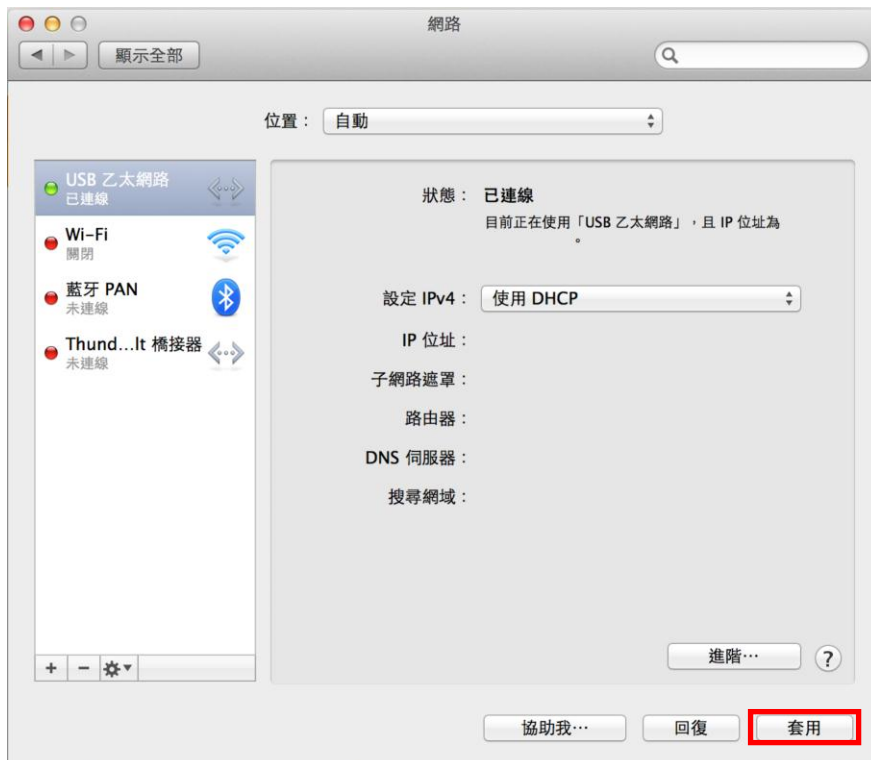 網路
顯示全部
位置： 自動
USB 乙太網路
已連線
Wi-Fi
關閉
藍牙 PAN
未連線
Thund...lt 橋接器
未連線
狀態： 已連線
目前正在使用「USB 乙太網路」，且 IP 位址為
。
設定 IPv4： 使用 DHCP
IP 位址：
子網路遮罩：
路由器：
DNS 伺服器：
搜尋網域：
進階… ?
+ −
協助我… 回復 套用